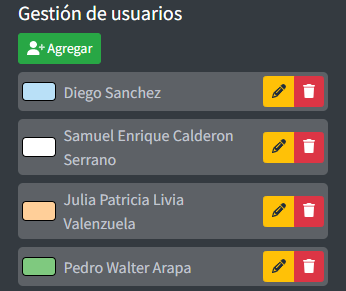 Gestión de usuarios
Agregar
Diego Sanchez
Samuel Enrique Calderon
Serrano
Julia Patricia Livia
Valenzuela
Pedro Walter Arapa